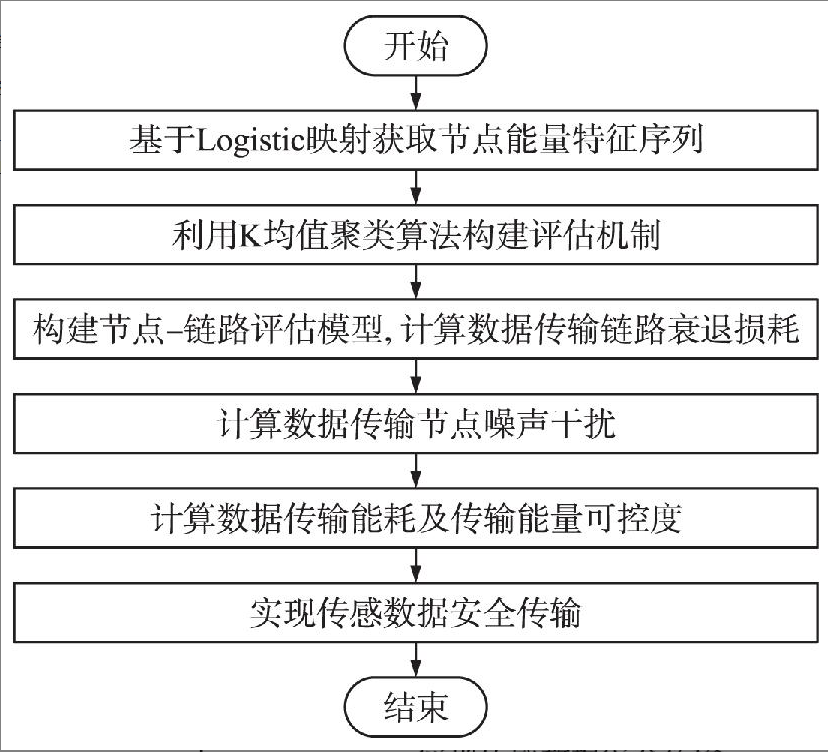 开始
基于Logistic映射获取节点能量特征序列
利用K均值聚类算法构建评估机制
构建节点-链路评估模型,计算数据传输链路衰退损耗
计算数据传输节点噪声干扰
计算数据传输能耗及传输能量可控度
实现传感数据安全传输
结束